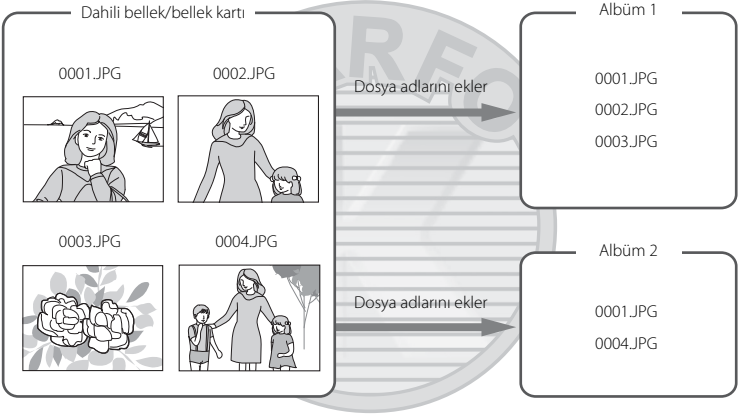 Dahili bellek/bellek kartı
0001.JPG
0002.JPG
0003.JPG
0004.JPG
Dosya adlarını ekler
Albüm 1
0001.JPG
0002.JPG
0003.JPG
Dosya adlarını ekler
Albüm 2
0001.JPG
0004.JPG